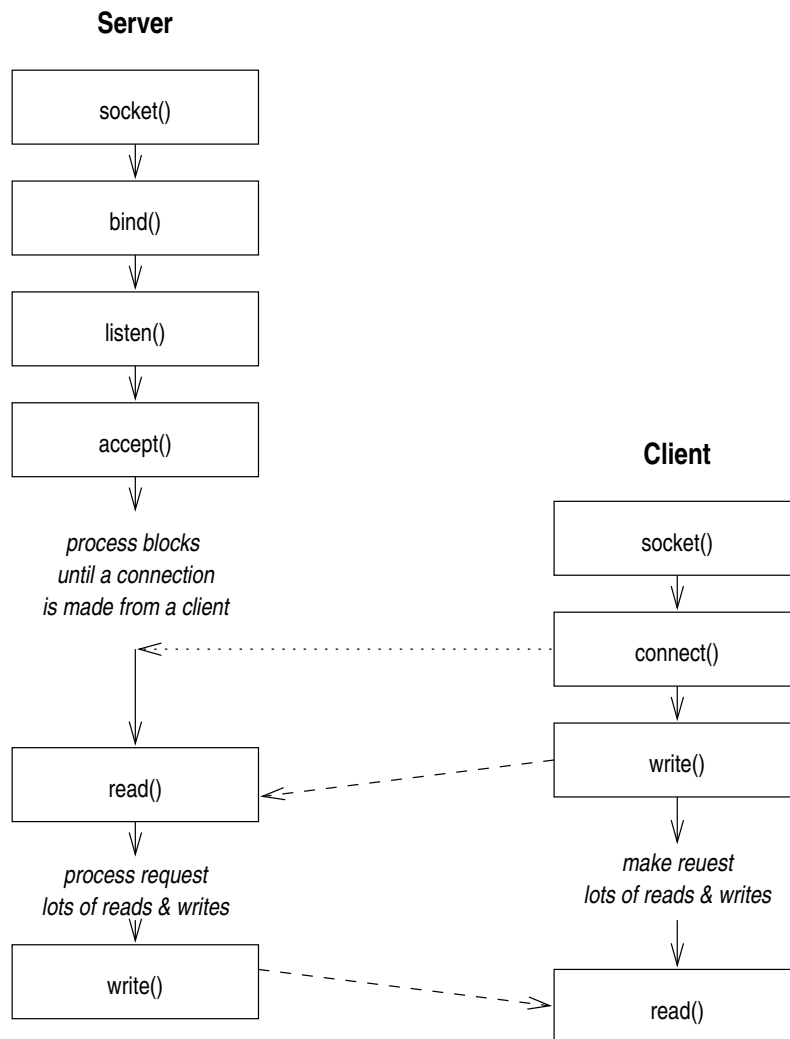 Server
socket()
bind()
listen()
accept()
process blocks
until a connection
is made from a client
read()
process request
lots of reads & writes
write()
Client
socket()
connect()
write()
make reuest
lots of reads & writes
read()